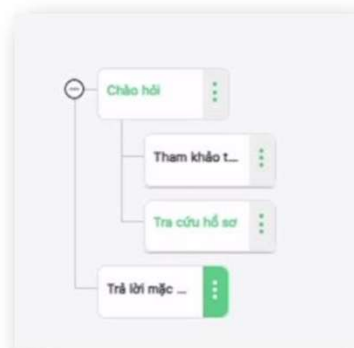 Chào hỏi
Tham khảo t...
Tra cứu hồ sơ
Trả lời mặc ...